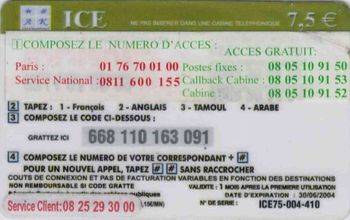 ICE
NE PAS INSERER DANS UNE CABINE TELEPHONIQUE
7,5 €
1 COMPOSEZ LE NUMERO D'ACCES :
ACCES GRATUIT:
Paris : 01 76 70 01 00
Postes fixes : 08 05 10 91 50
Service National : 0811 600 155
Callback Cabine : 08 05 10 91 53
Cabine : 08 05 10 91 52
2 TAPEZ : 1 - Français 2 - ANGLAIS 3 - TAMOUL 4 - ARABE
3 COMPOSEZ LE CODE CI-DESSOUS :
GRATTEZ ICI 668 110 163 091
4 COMPOSEZ LE NUMERO DE VOTRE CORRESPONDANT + #
POUR UN NOUVEL APPEL, TAPEZ # # SANS RACCROCHER
COUTS DE CONNEXION ET PAS DE FACTURATION VARIABLES EN FONCTION DES DESTINATIONS
NON REMBOURSABLE SI CODE GRATTE
VALIDITE : 1 MOIS APRES LA PREMIERE UTILISATION
DATE D'EXPIRATION : 30/06/2004
N° DE SERIE : ICE75-004-410
Service Client: 08 25 29 30 00